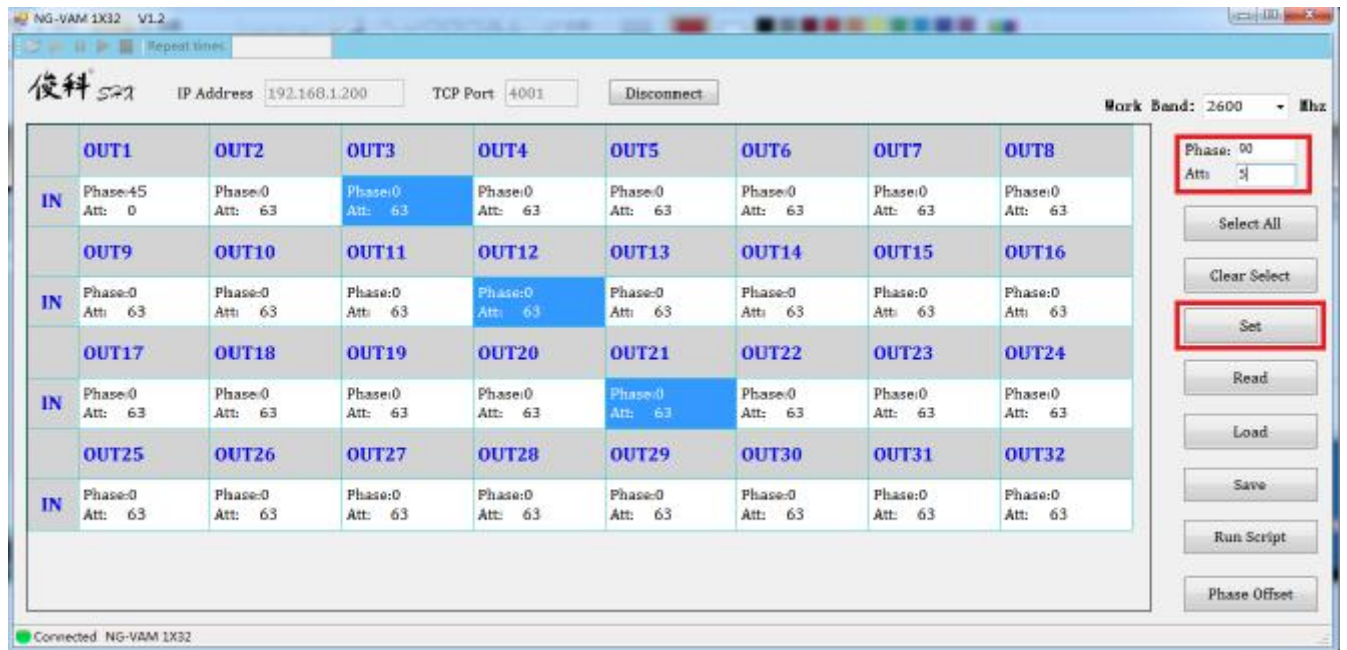 NG-VAM 1X32 V1.2
Repeat times:
俊科 IP Address 192.168.1.200 TCP Port 4001 Disconnect
Work Band: 2600 Mhz
OUT1 OUT2 OUT3 OUT4 OUT5 OUT6 OUT7 OUT8
IN Phase:45 Phase:0 Phase:0 Phase:0 Phase:0 Phase:0 Phase:0 Phase:0
Att: 0 Att: 63 Att: 63 Att: 63 Att: 63 Att: 63 Att: 63 Att: 63
OUT9 OUT10 OUT11 OUT12 OUT13 OUT14 OUT15 OUT16
IN Phase:0 Phase:0 Phase:0 Phase:0 Phase:0 Phase:0 Phase:0 Phase:0
Att: 63 Att: 63 Att: 63 Att: 63 Att: 63 Att: 63 Att: 63 Att: 63
OUT17 OUT18 OUT19 OUT20 OUT21 OUT22 OUT23 OUT24
IN Phase:0 Phase:0 Phase:0 Phase:0 Phase:0 Phase:0 Phase:0 Phase:0
Att: 63 Att: 63 Att: 63 Att: 63 Att: 63 Att: 63 Att: 63 Att: 63
OUT25 OUT26 OUT27 OUT28 OUT29 OUT30 OUT31 OUT32
IN Phase:0 Phase:0 Phase:0 Phase:0 Phase:0 Phase:0 Phase:0 Phase:0
Att: 63 Att: 63 Att: 63 Att: 63 Att: 63 Att: 63 Att: 63 Att: 63
Phase: 90
Att: 5
Select All
Clear Select
Set
Read
Load
Save
Run Script
Phase Offset
Connected NG-VAM 1X32